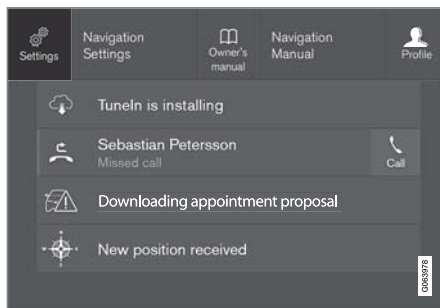 Settings
Navigation
Settings
Owner's
manual
Navigation
Manual
Profile
TuneIn is installing
Sebastian Petersson
Missed call
Call
Downloading appointment proposal
New position received
G063978